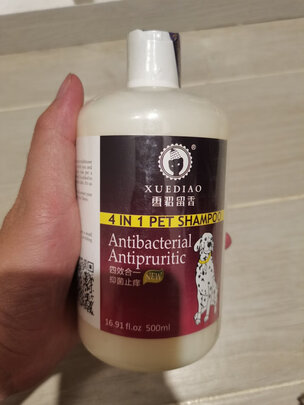 XUEDIAO
雪貂留香
4 IN 1 PET SHAMPOO
Antibacterial
Antipruritic
四效合一
抑菌止痒
NEW
16.91 fl.oz 500ml